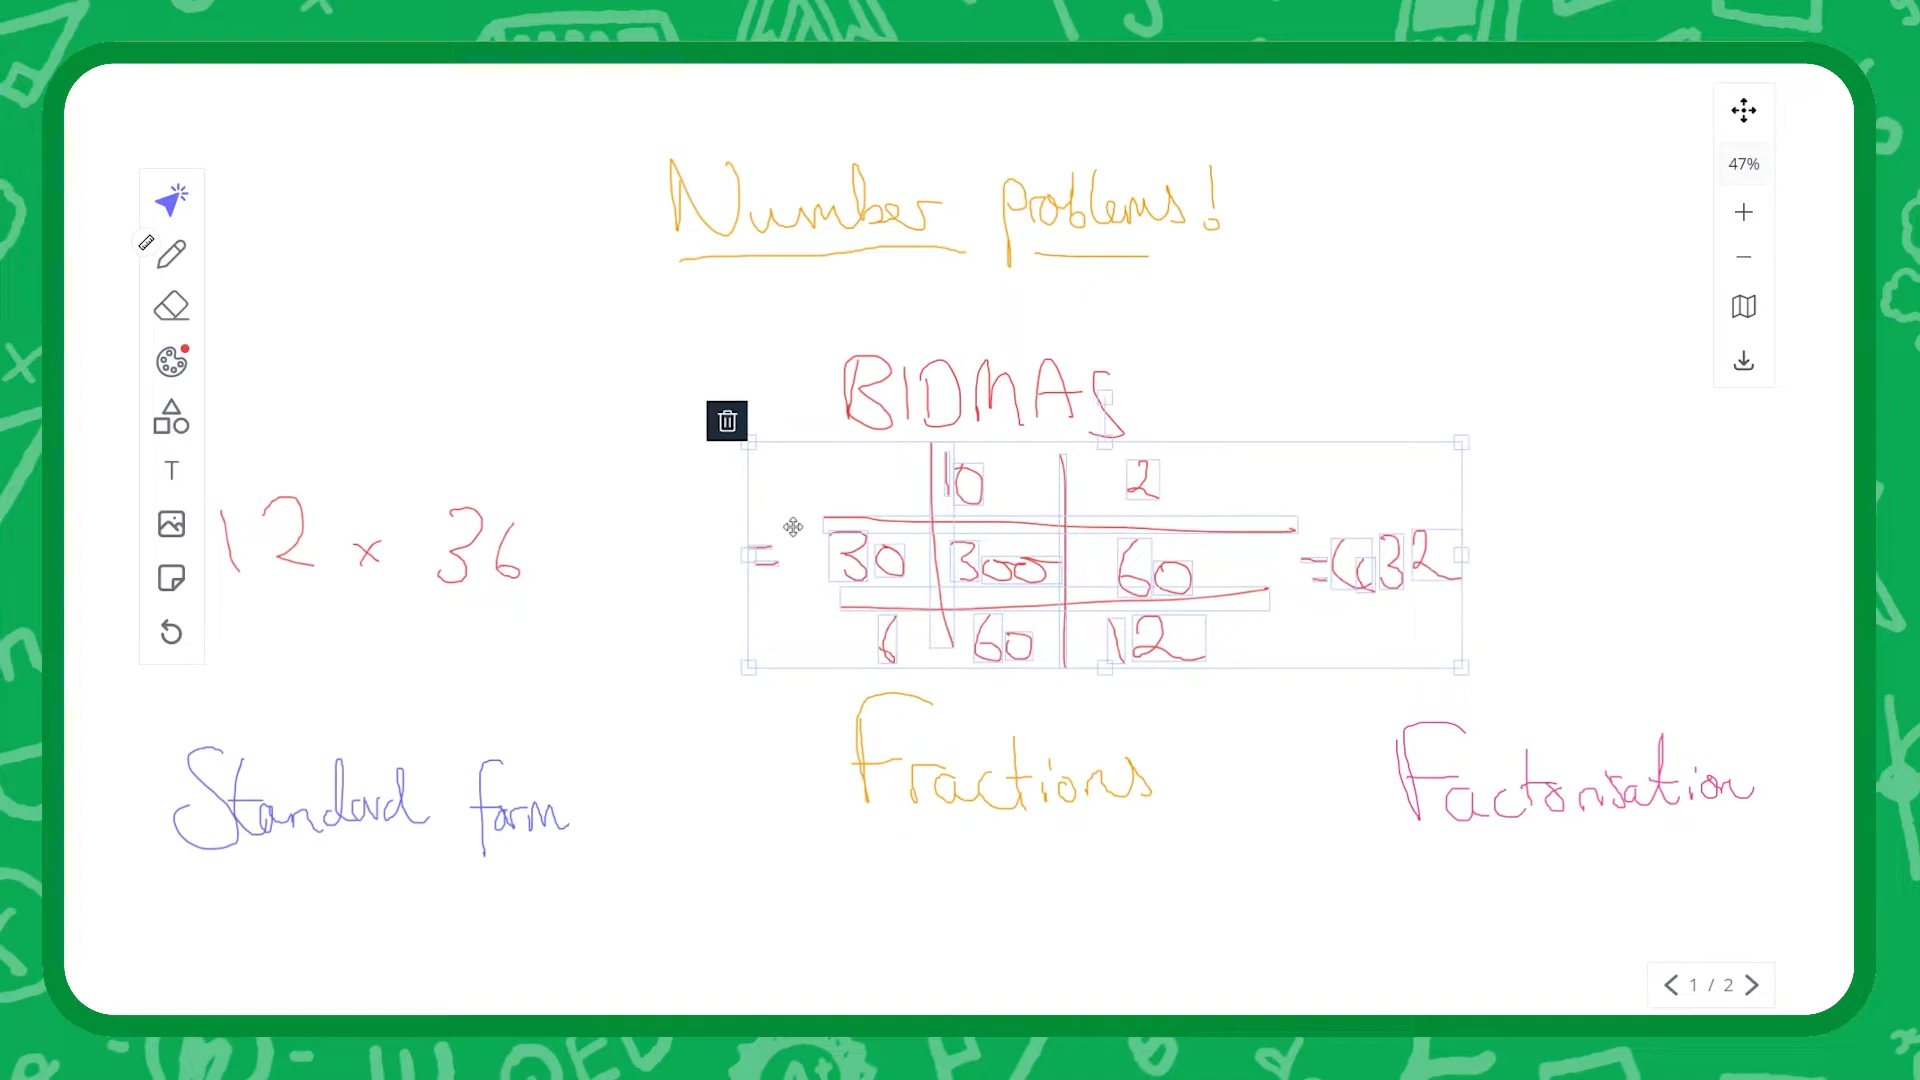 47%
Number problems!
BIDMAS
T
10 2
12 x 36 = 30 300 60 = 432
6 60 12
Standard form Fractions Factorisation
1 / 2